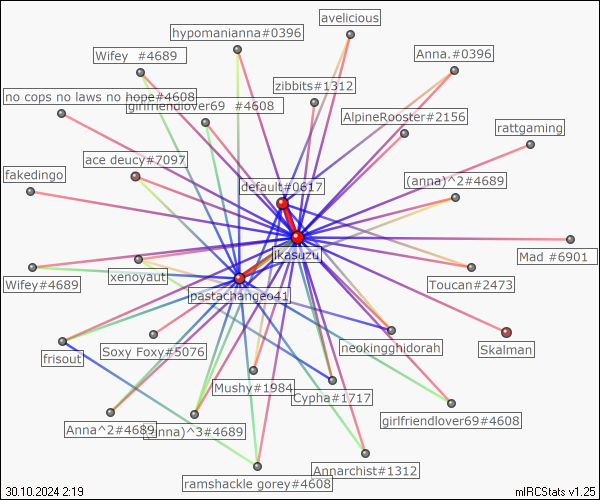 avelicious
hypomanianna#0396
Wifey #4689
Anna.#0396
zibbits#1312
no cops no laws no hope#4608
girlfriendlover69 #4608
AlpineRooster#2156
rattgaming
ace deucy#7097
fakedingo
default#0617
(anna)^2#4689
ikasuzu
Mad #6901
Wifey#4689
xenoyaut
Toucan#2473
pastachangeo41
frisout
Soxy Foxy#5076
neokingghidorah
Skalman
Mushy#1984
Cypha#1717
Anna^2#4689
(anna)^3#4689
girlfriendlover69#4608
Annarchist#1312
ramshackle gorey#4608
30.10.2024 2:19
mIRCStats v1.25